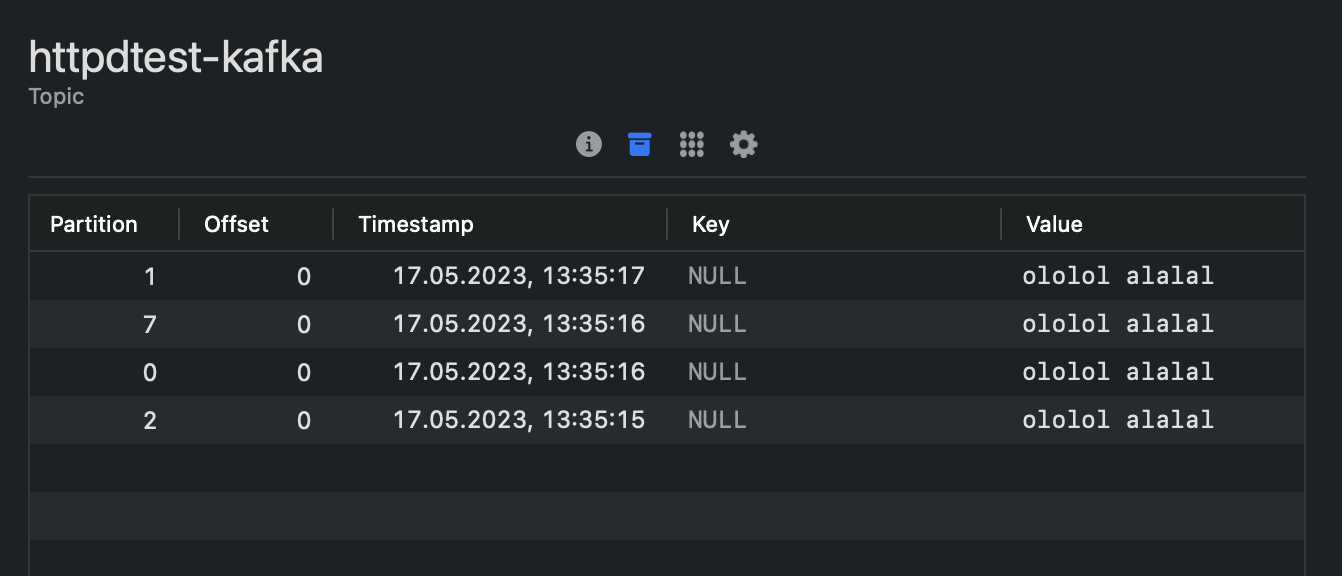 httpdtest-kafka
Topic
Partition Offset Timestamp Key Value
1 0 17.05.2023, 13:35:17 NULL ololol alalal
7 0 17.05.2023, 13:35:16 NULL ololol alalal
0 0 17.05.2023, 13:35:16 NULL ololol alalal
2 0 17.05.2023, 13:35:15 NULL ololol alalal